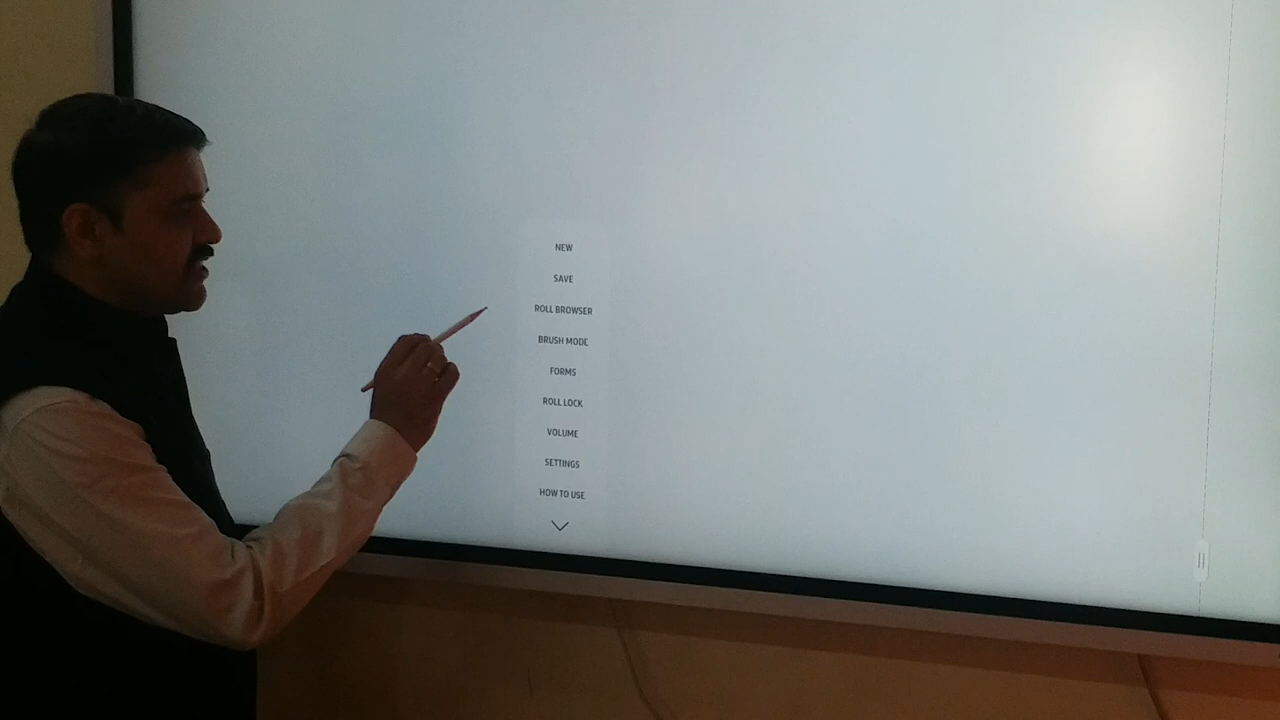 NEW
SAVE
ROLL BROWSER
BRUSH MODE
FORMS
ROLL LOCK
VOLUME
SETTINGS
HOW TO USE